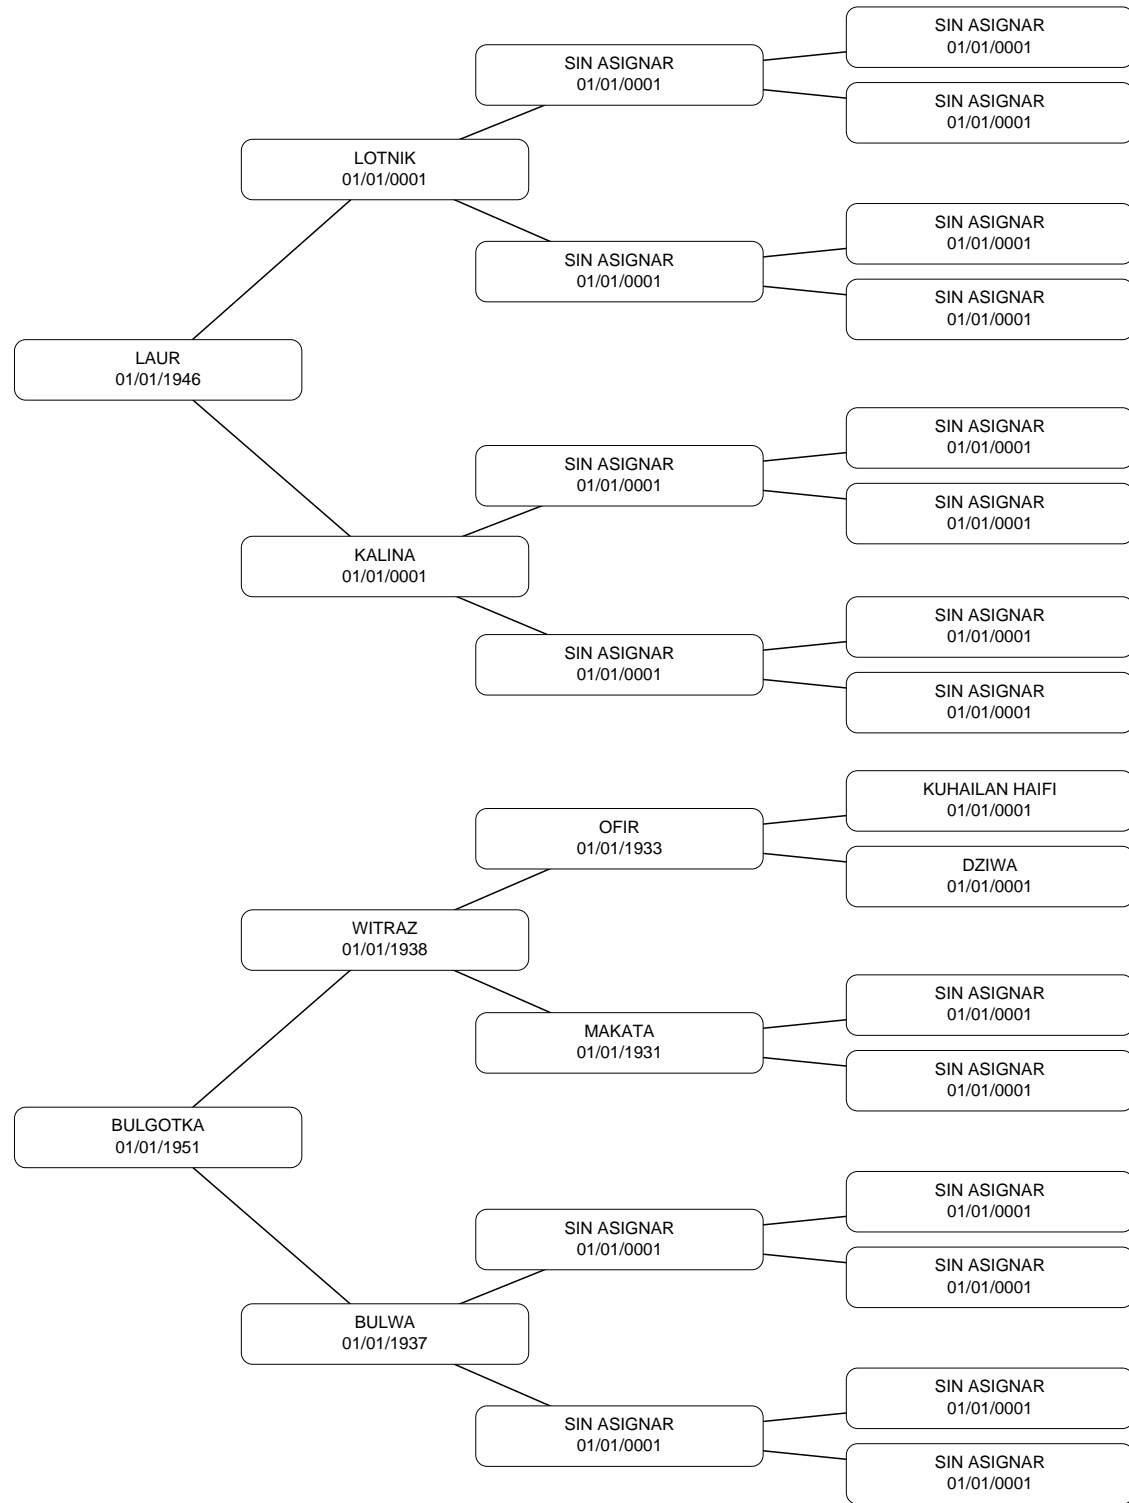 SIN ASIGNAR
01/01/0001
SIN ASIGNAR
01/01/0001
SIN ASIGNAR
01/01/0001
LOTNIK
01/01/0001
SIN ASIGNAR
01/01/0001
SIN ASIGNAR
01/01/0001
SIN ASIGNAR
01/01/0001
LAUR
01/01/1946
SIN ASIGNAR
01/01/0001
SIN ASIGNAR
01/01/0001
SIN ASIGNAR
01/01/0001
KALINA
01/01/0001
SIN ASIGNAR
01/01/0001
SIN ASIGNAR
01/01/0001
SIN ASIGNAR
01/01/0001
KUHAILAN HAIFI
01/01/0001
OFIR
01/01/1933
DZIWA
01/01/0001
WITRAZ
01/01/1938
SIN ASIGNAR
01/01/0001
MAKATA
01/01/1931
SIN ASIGNAR
01/01/0001
BULGOTKA
01/01/1951
SIN ASIGNAR
01/01/0001
SIN ASIGNAR
01/01/0001
SIN ASIGNAR
01/01/0001
BULWA
01/01/1937
SIN ASIGNAR
01/01/0001
SIN ASIGNAR
01/01/0001
SIN ASIGNAR
01/01/0001